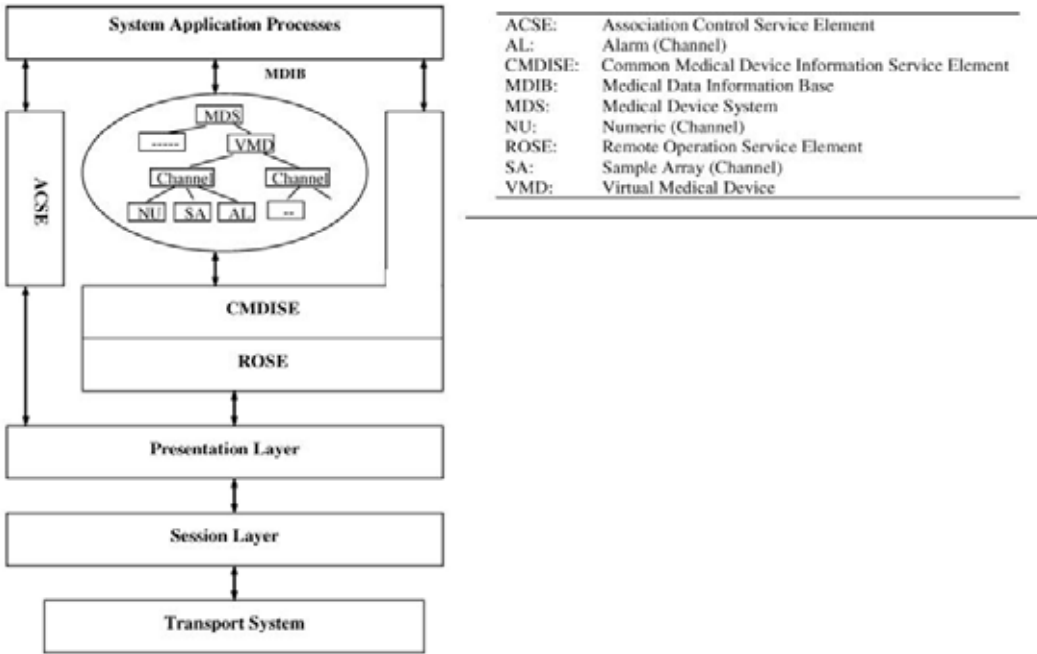 System Application Processes
MDIB
MDS
-----
VMD
Channel
Channel
NU
SA
AL
--
ACSE
CMDISE
ROSE
Presentation Layer
Session Layer
Transport System
ACSE: Association Control Service Element
AL: Alarm (Channel)
CMDISE: Common Medical Device Information Service Element
MDIB: Medical Data Information Base
MDS: Medical Device System
NU: Numeric (Channel)
ROSE: Remote Operation Service Element
SA: Sample Array (Channel)
VMD: Virtual Medical Device